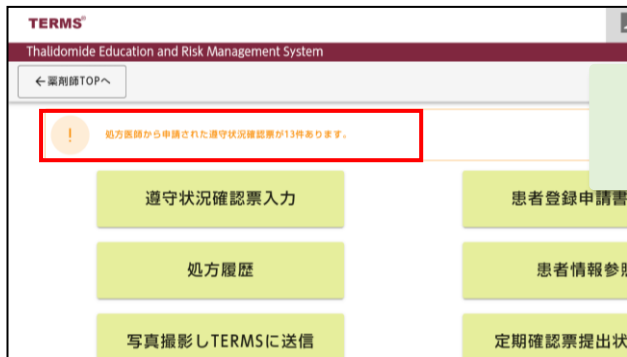 TERMS®
Thalidomide Education and Risk Management System
←薬剤師TOPへ
!
処方医師から申請された遵守状況確認票が13件あります。
遵守状況確認票入力
患者登録申請書
処方履歴
患者情報参照
写真撮影しTERMSに送信
定期確認票提出状